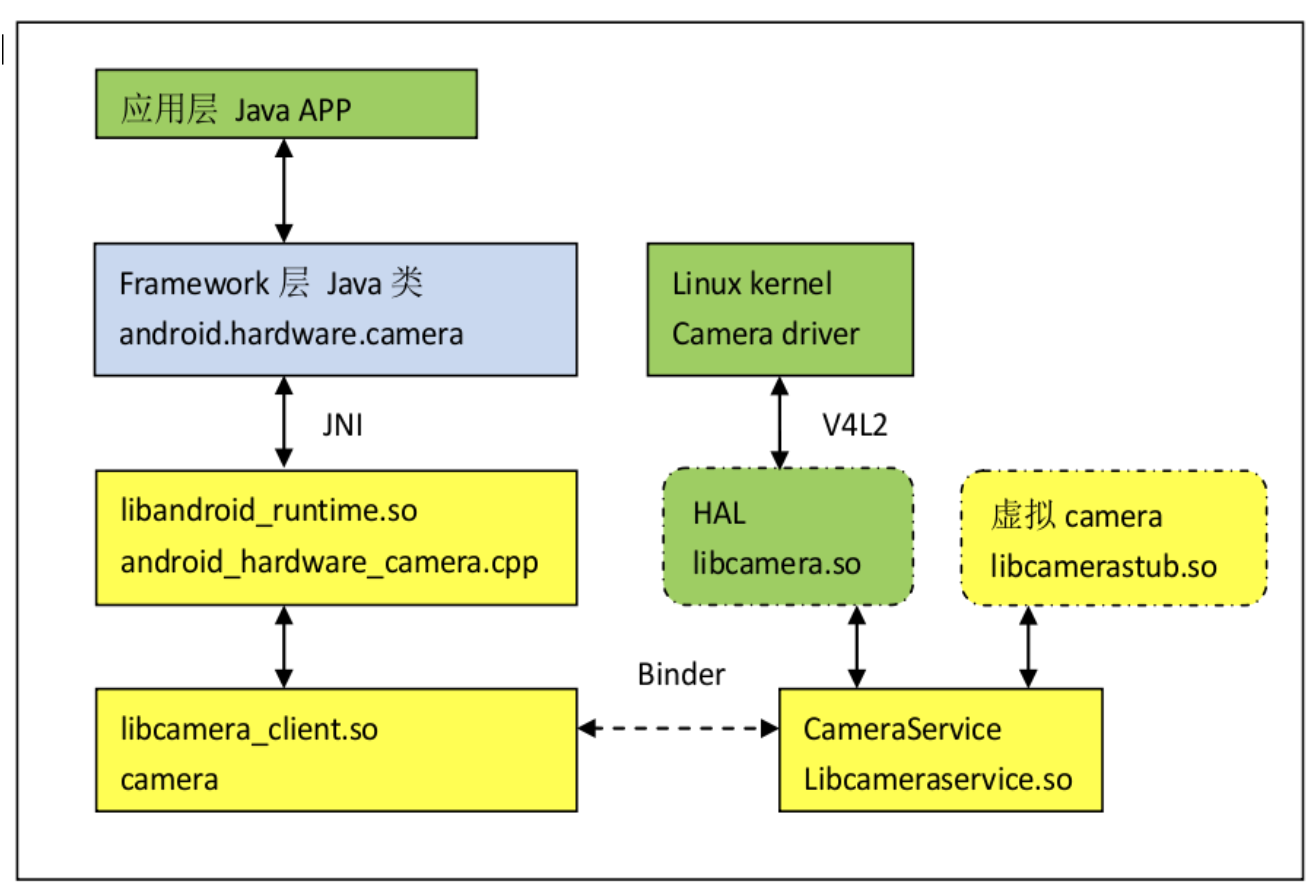 应用层 Java APP
Framework 层 Java 类
android.hardware.camera
Linux kernel
Camera driver
JNI
V4L2
libandroid_runtime.so
android_hardware_camera.cpp
HAL
libcamera.so
虚拟 camera
libcamerastub.so
Binder
libcamera_client.so
camera
CameraService
Libcameraservice.so